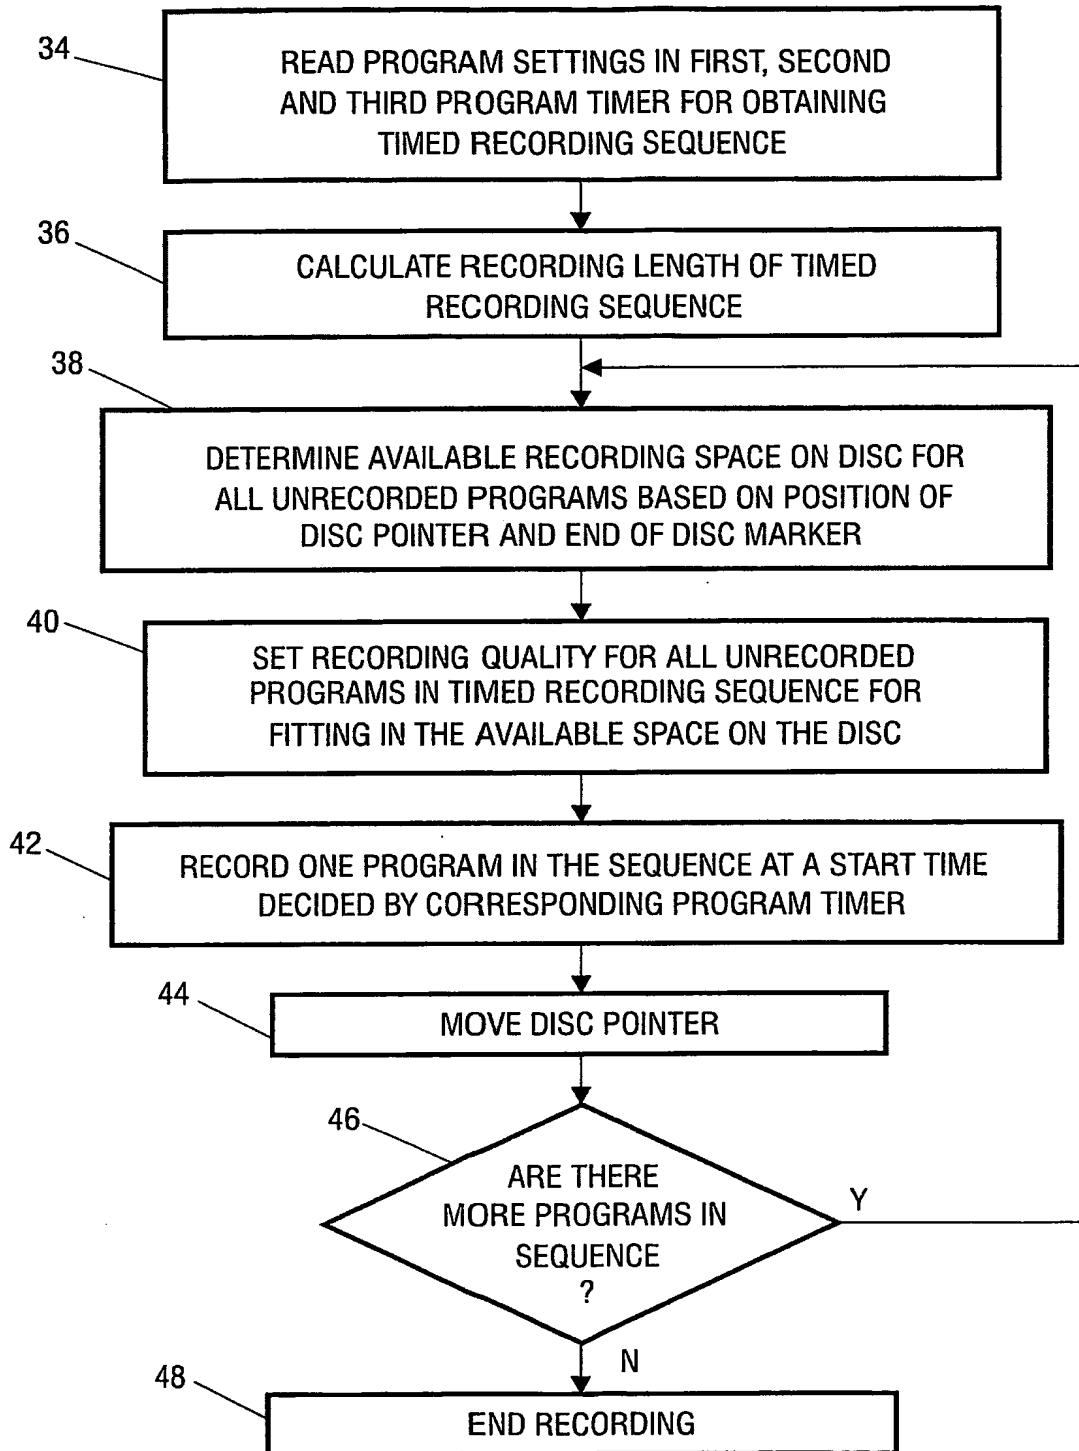 34
READ PROGRAM SETTINGS IN FIRST, SECOND
AND THIRD PROGRAM TIMER FOR OBTAINING
TIMED RECORDING SEQUENCE
36
CALCULATE RECORDING LENGTH OF TIMED
RECORDING SEQUENCE
38
DETERMINE AVAILABLE RECORDING SPACE ON DISC FOR
ALL UNRECORDED PROGRAMS BASED ON POSITION OF
DISC POINTER AND END OF DISC MARKER
40
SET RECORDING QUALITY FOR ALL UNRECORDED
PROGRAMS IN TIMED RECORDING SEQUENCE FOR
FITTING IN THE AVAILABLE SPACE ON THE DISC
42
RECORD ONE PROGRAM IN THE SEQUENCE AT A START TIME
DECIDED BY CORRESPONDING PROGRAM TIMER
44
MOVE DISC POINTER
46
ARE THERE
MORE PROGRAMS IN
SEQUENCE
?
Y
N
48
END RECORDING